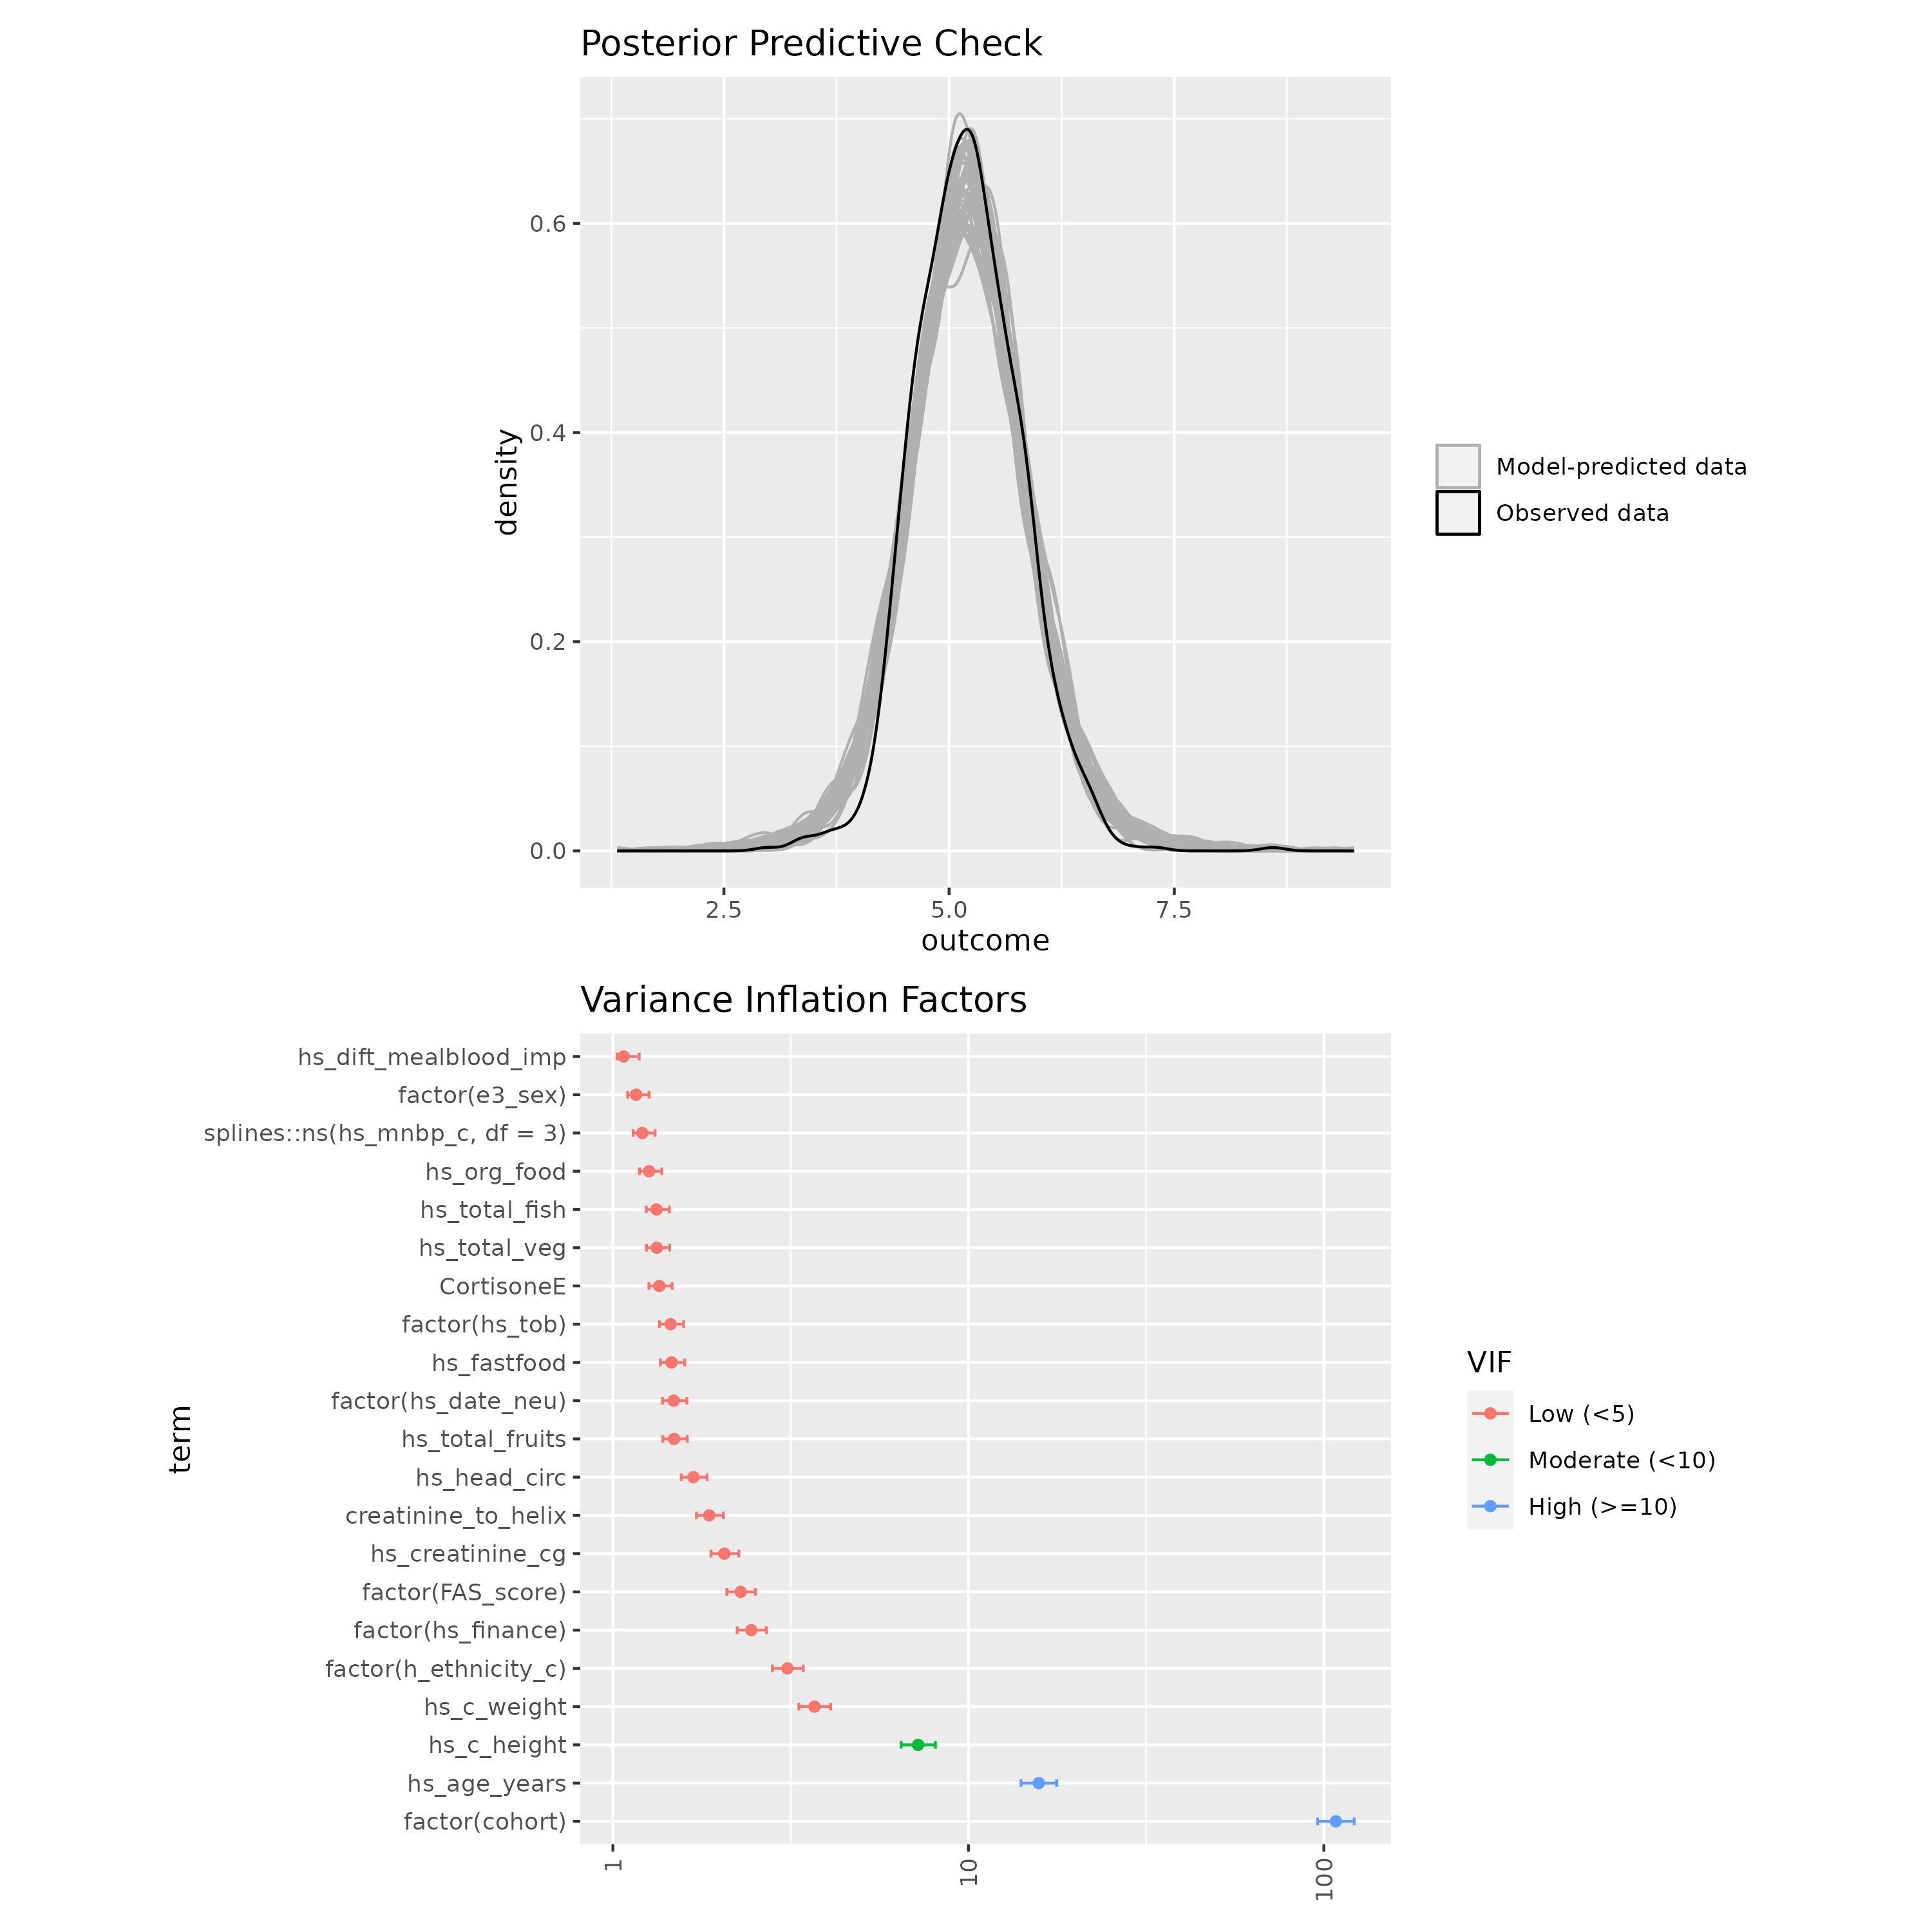 Posterior Predictive Check
density
0.6
0.4
0.2
0.0
2.5
5.0
7.5
outcome
Model-predicted data
Observed data
Variance Inflation Factors
term
hs_dift_mealblood_imp
factor(e3_sex)
splines::ns(hs_mnbp_c, df = 3)
hs_org_food
hs_total_fish
hs_total_veg
CortisoneE
factor(hs_tob)
hs_fastfood
factor(hs_date_neu)
hs_total_fruits
hs_head_circ
creatinine_to_helix
hs_creatinine_cg
factor(FAS_score)
factor(hs_finance)
factor(h_ethnicity_c)
hs_c_weight
hs_c_height
hs_age_years
factor(cohort)
1
10
100
VIF
Low (<5)
Moderate (<10)
High (>=10)